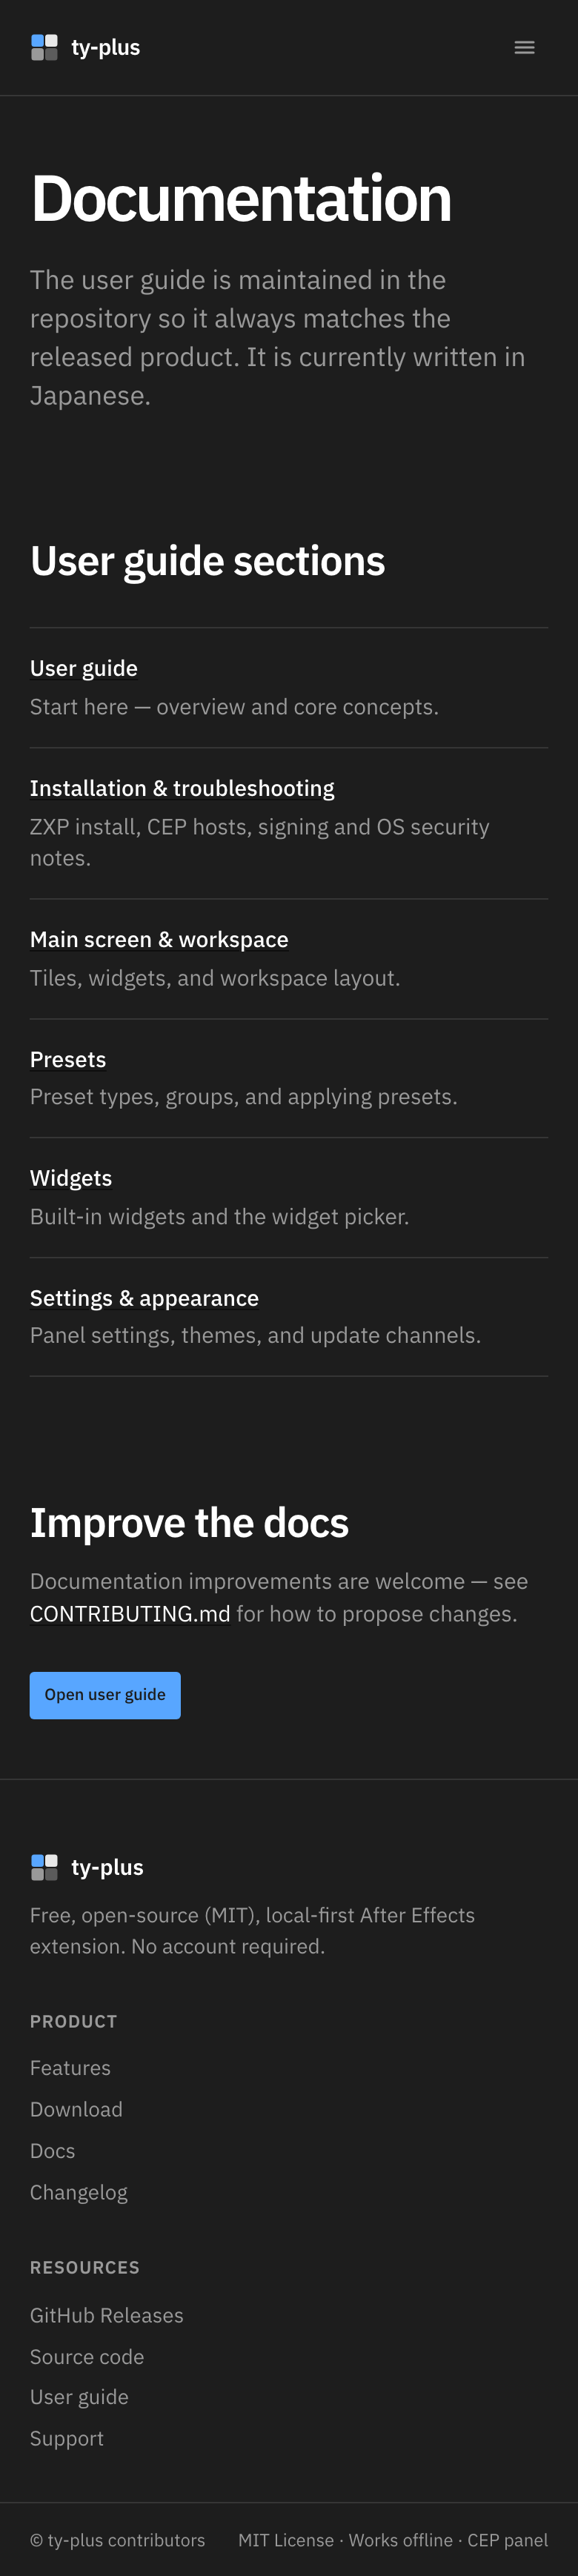 ty-plus
Documentation
The user guide is maintained in the
repository so it always matches the
released product. It is currently written in
Japanese.
User guide sections
User guide
Start here — overview and core concepts.
Installation & troubleshooting
ZXP install, CEP hosts, signing and OS security
notes.
Main screen & workspace
Tiles, widgets, and workspace layout.
Presets
Preset types, groups, and applying presets.
Widgets
Built-in widgets and the widget picker.
Settings & appearance
Panel settings, themes, and update channels.
Improve the docs
Documentation improvements are welcome — see
CONTRIBUTING.md for how to propose changes.
Open user guide
ty-plus
Free, open-source (MIT), local-first After Effects
extension. No account required.
PRODUCT
Features
Download
Docs
Changelog
RESOURCES
GitHub Releases
Source code
User guide
Support
© ty-plus contributors MIT License · Works offline · CEP panel